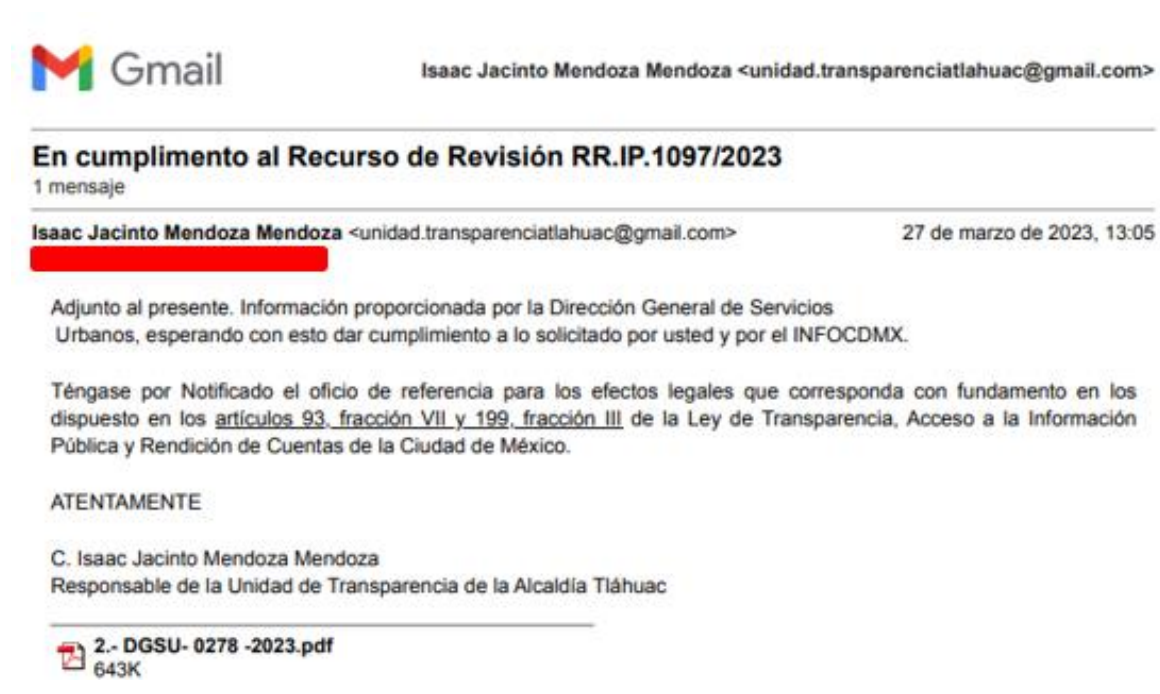 Gmail
Isaac Jacinto Mendoza Mendoza <unidad.transparenciatlahuac@gmail.com>
En cumplimento al Recurso de Revisión RR.IP.1097/2023
1 mensaje
Isaac Jacinto Mendoza Mendoza <unidad.transparenciatlahuac@gmail.com> 27 de marzo de 2023, 13:05
Adjunto al presente. Información proporcionada por la Dirección General de Servicios
Urbanos, esperando con esto dar cumplimiento a lo solicitado por usted y por el INFOCDMX.
Téngase por Notificado el oficio de referencia para los efectos legales que corresponda con fundamento en los
dispuesto en los artículos 93, fracción VII y 199, fracción III de la Ley de Transparencia, Acceso a la Información
Pública y Rendición de Cuentas de la Ciudad de México.
ATENTAMENTE
C. Isaac Jacinto Mendoza Mendoza
Responsable de la Unidad de Transparencia de la Alcaldía Tláhuac
2.- DGSU- 0278 -2023.pdf
643K